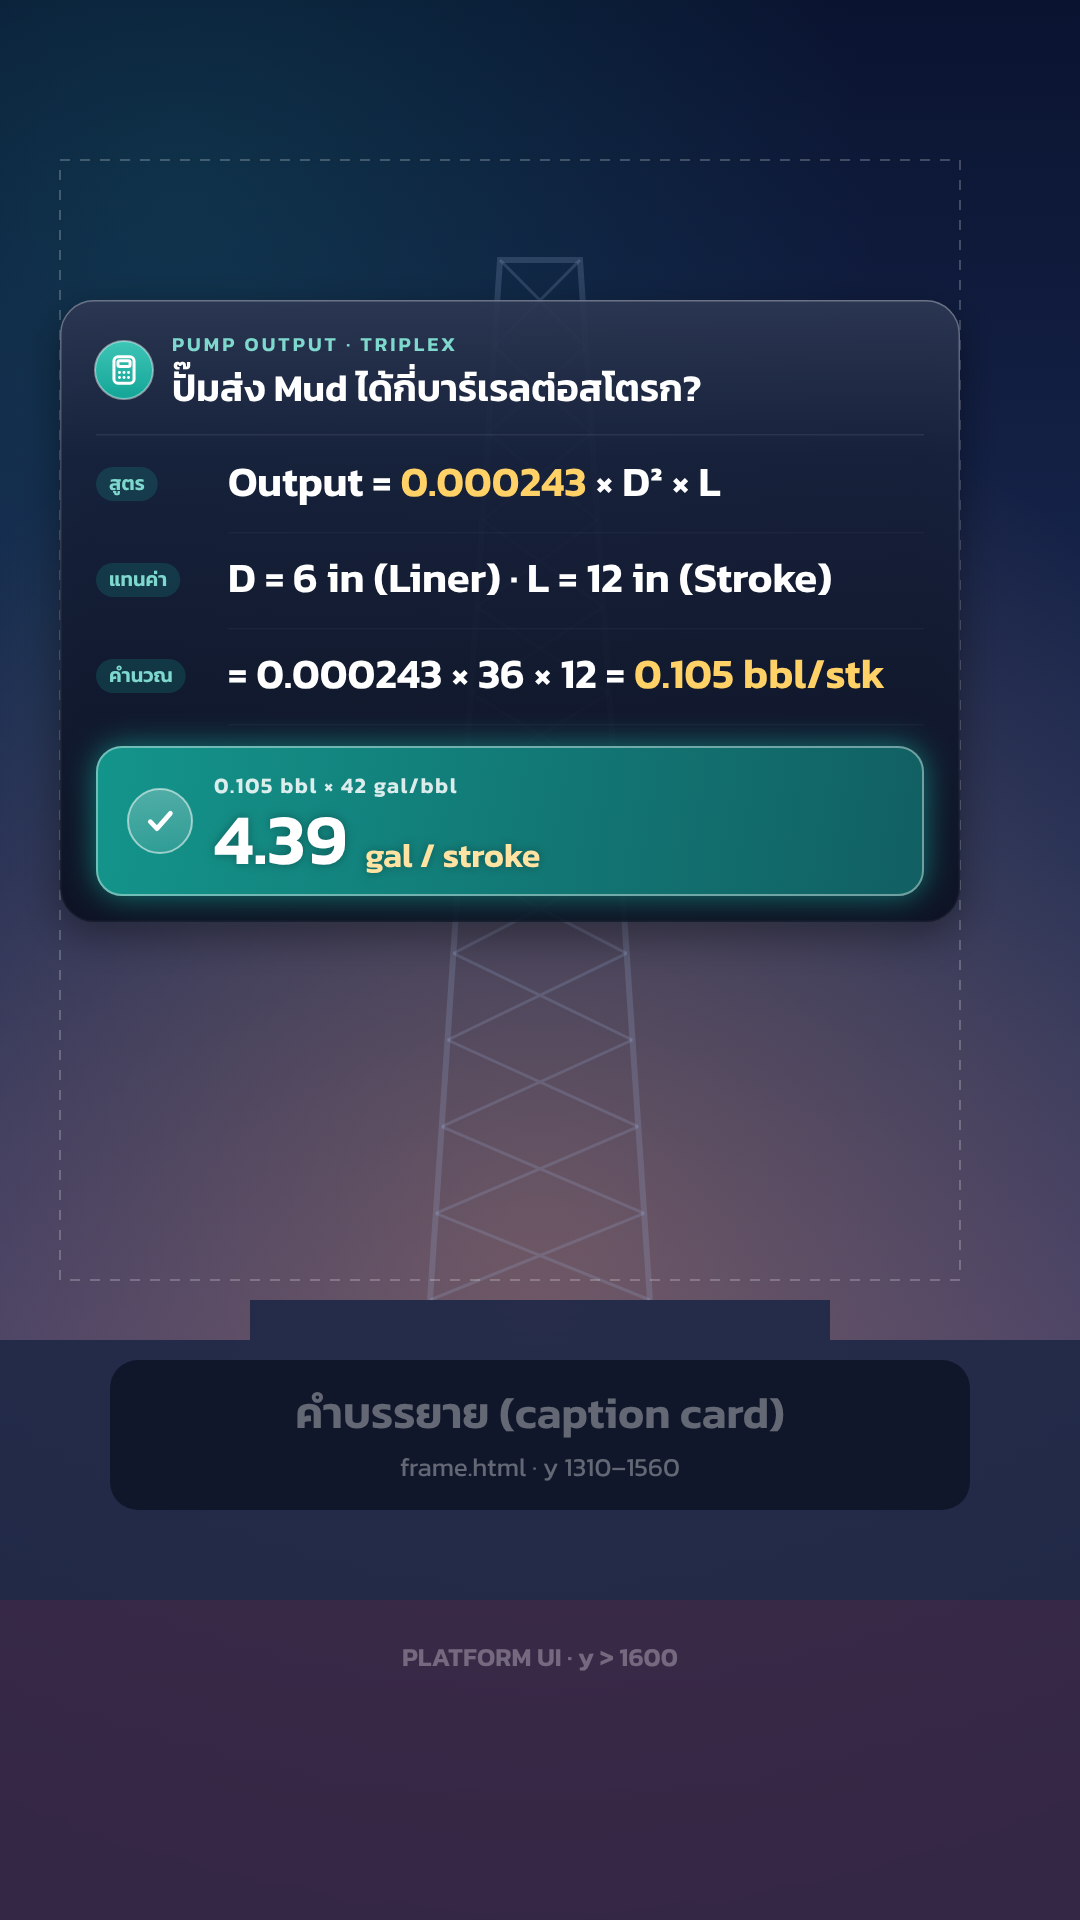 PUMP OUTPUT · TRIPLEX
ปั๊มส่ง Mud ได้กี่บาร์เรลต่อสโตรก?
สูตร
Output = 0.000243 × D² × L
แทนค่า
D = 6 in (Liner) · L = 12 in (Stroke)
คำนวณ
= 0.000243 × 36 × 12 = 0.105 bbl/stk
0.105 bbl × 42 gal/bbl
4.39 gal / stroke
คำบรรยาย (caption card)
frame.html · y 1310–1560
PLATFORM UI · y > 1600